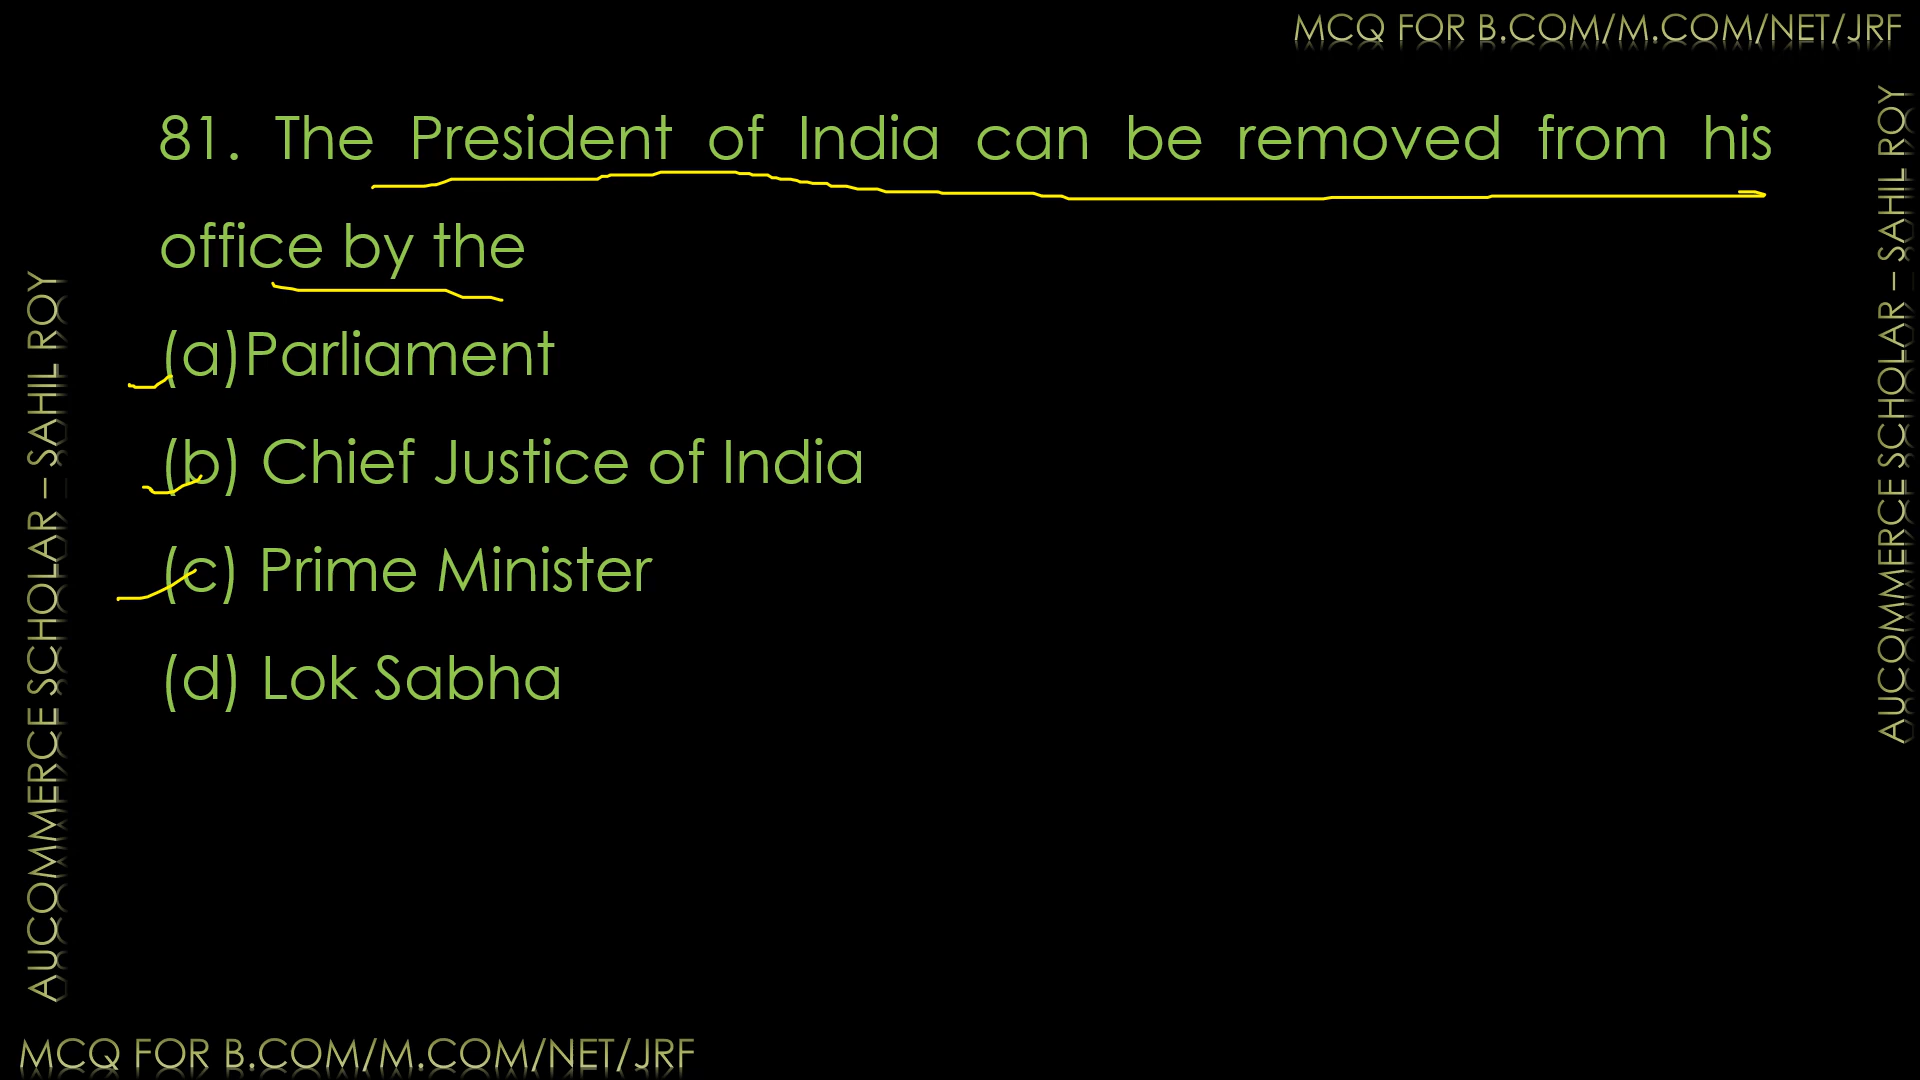 MCQ FOR B.COM/M.COM/NET/JRF
81. The President of India can be removed from his
office by the
(a)Parliament
(b) Chief Justice of India
(c) Prime Minister
(d) Lok Sabha
AUCOMMERCE SCHOLAR – SAHIL ROY
AUCOMMERCE SCHOLAR – SAHIL ROY
MCQ FOR B.COM/M.COM/NET/JRF